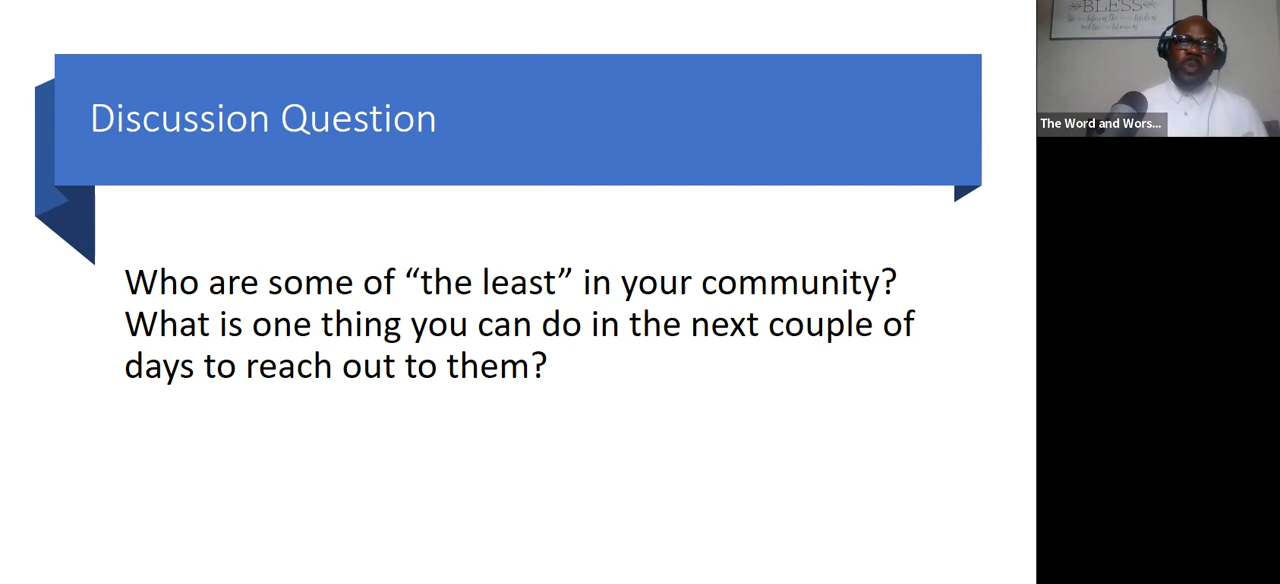 Discussion Question
Who are some of “the least” in your community?
What is one thing you can do in the next couple of
days to reach out to them?
BLESS
The Word and Wors...